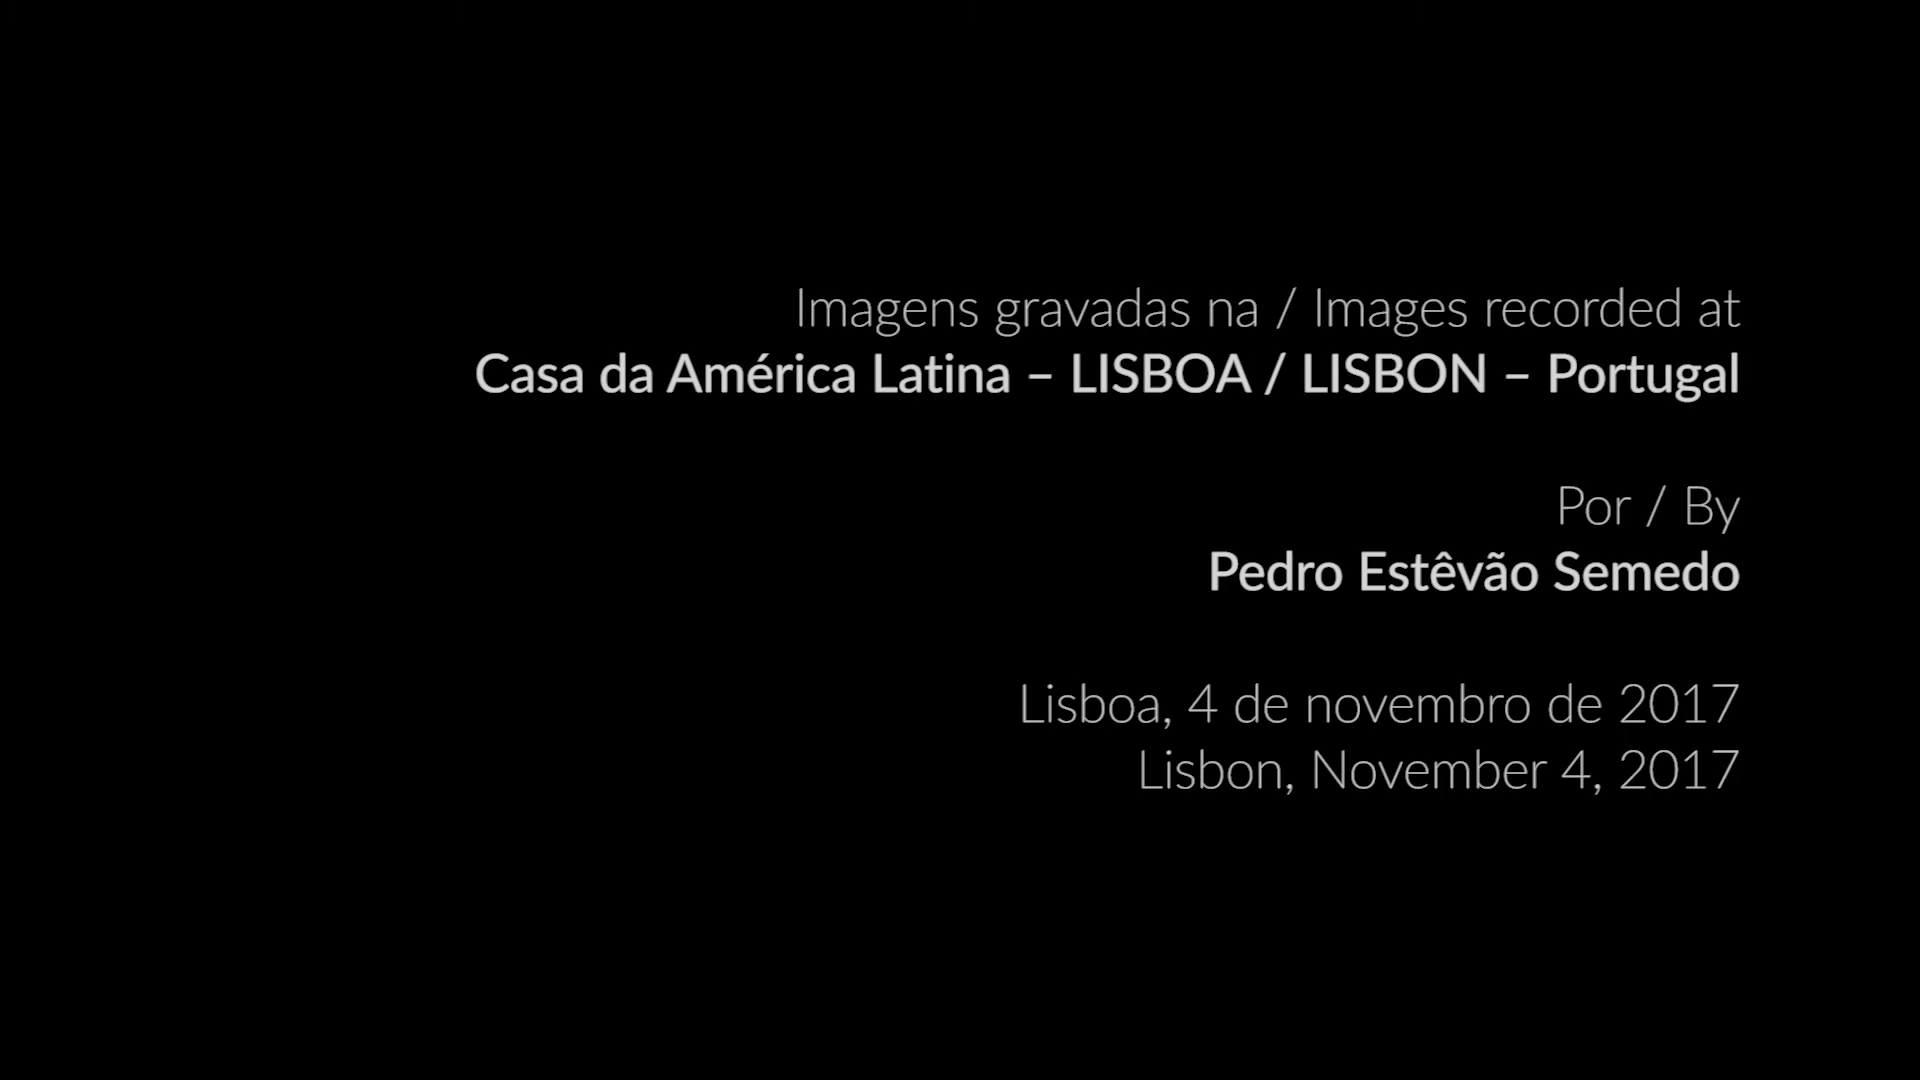 Imagens gravadas na / Images recorded at
Casa da América Latina – LISBOA / LISBON – Portugal
Por / By
Pedro Estêvão Semedo
Lisboa, 4 de novembro de 2017
Lisbon, November 4, 2017